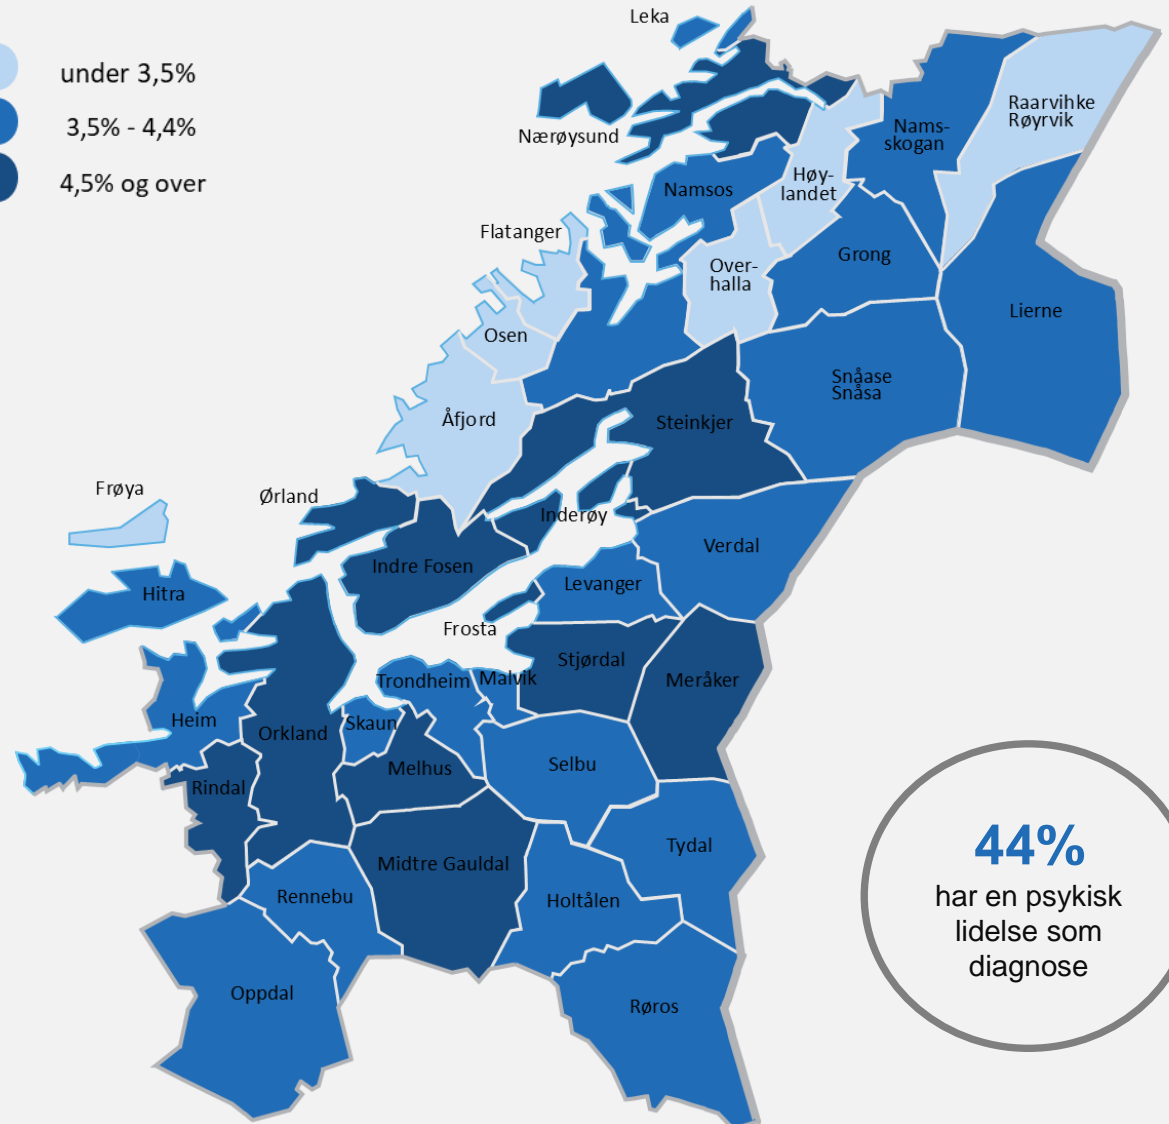 under 3,5%
3,5% - 4,4%
4,5% og over
Leka
Nærøysund
Raarvihke
Røyrvik
Nams-
skogan
Høy-
landet
Namsos
Flatanger
Over-
halla
Grong
Lierne
Osen
Snåase
Snåsa
Åfjord
Steinkjer
Frøya
Ørland
Inderøy
Verdal
Indre Fosen
Levanger
Hitra
Frosta
Stjørdal
Meråker
Trondheim
Malvik
Heim
Orkland
Skaun
Melhus
Selbu
Rindal
Tydal
Midtre Gauldal
Rennebu
Holtålen
Oppdal
Røros
44%
har en psykisk
lidelse som
diagnose